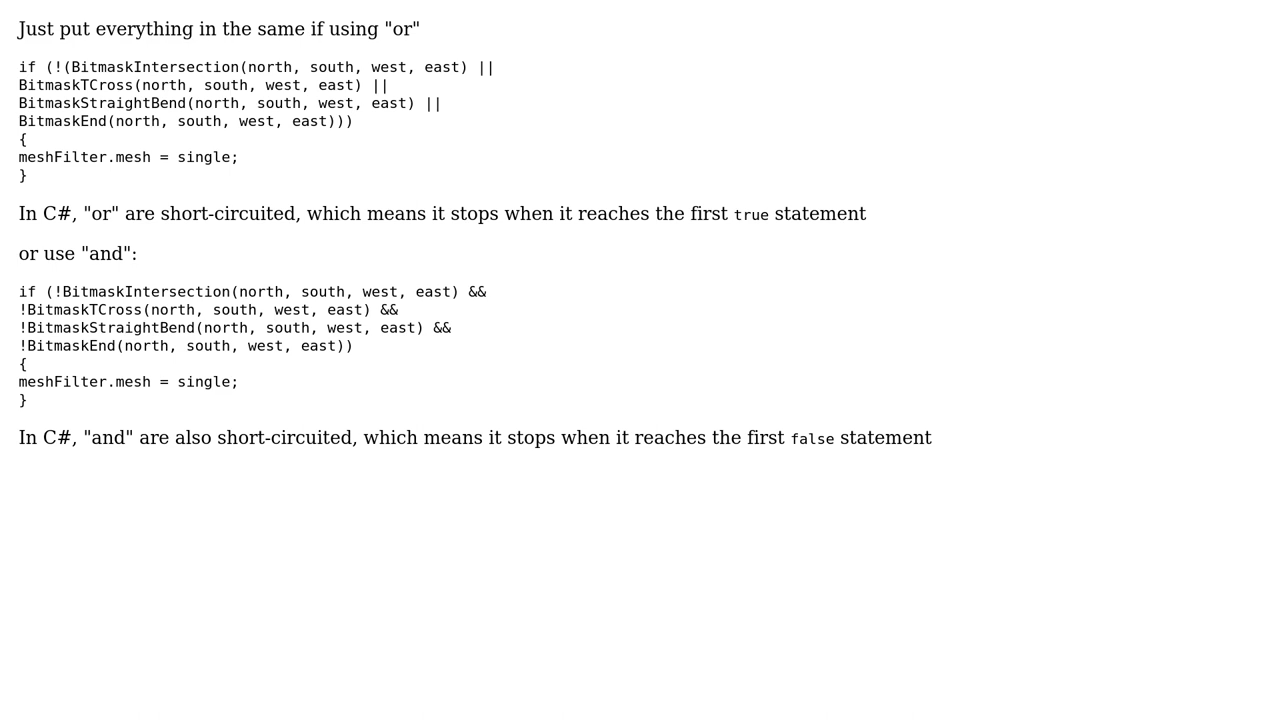 Just put everything in the same if using "or"
if (!(BitmaskIntersection(north, south, west, east) ||
BitmaskTCross(north, south, west, east) ||
BitmaskStraightBend(north, south, west, east) ||
BitmaskEnd(north, south, west, east)))
{
meshFilter.mesh = single;
}
In C#, "or" are short-circuited, which means it stops when it reaches the first true statement
or use "and":
if (!BitmaskIntersection(north, south, west, east) &&
!BitmaskTCross(north, south, west, east) &&
!BitmaskStraightBend(north, south, west, east) &&
!BitmaskEnd(north, south, west, east))
{
meshFilter.mesh = single;
}
In C#, "and" are also short-circuited, which means it stops when it reaches the first false statement